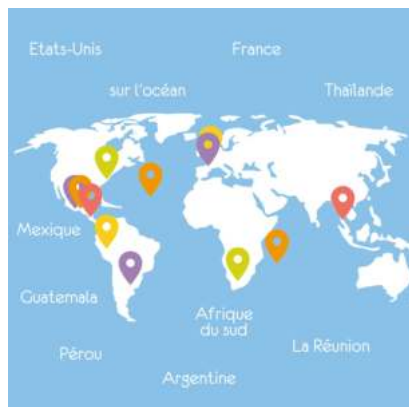 Etats-Unis
France
sur l'océan
Thaïlande
Mexique
Guatemala
Afrique
du sud
La Réunion
Pérou
Argentine